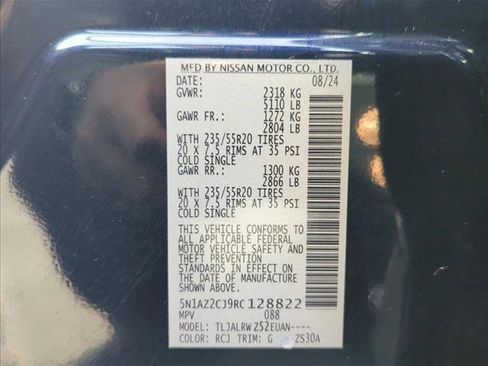 MFD BY NISSAN MOTOR CO., LTD.
DATE: 08/24
GVWR: 2318 KG
5110 LB
GAWR FR.: 1272 KG
2804 LB
WITH 235/55R20 TIRES
20 X 7.5 RIMS AT 35 PSI
COLD SINGLE
GAWR RR.: 1300 KG
2866 LB
WITH 235/55R20 TIRES
20 X 7.5 RIMS AT 35 PSI
COLD SINGLE
THIS VEHICLE CONFORMS TO
ALL APPLICABLE FEDERAL
MOTOR VEHICLE SAFETY AND
THEFT PREVENTION
STANDARDS IN EFFECT ON
THE DATE OF MANUFACTURE
SHOWN ABOVE.
5N1AZ2CJ9RC128822
MPV 088
MODEL: TLJALRWZ52EUAN----
COLOR: RCJ TRIM: G ZS30A